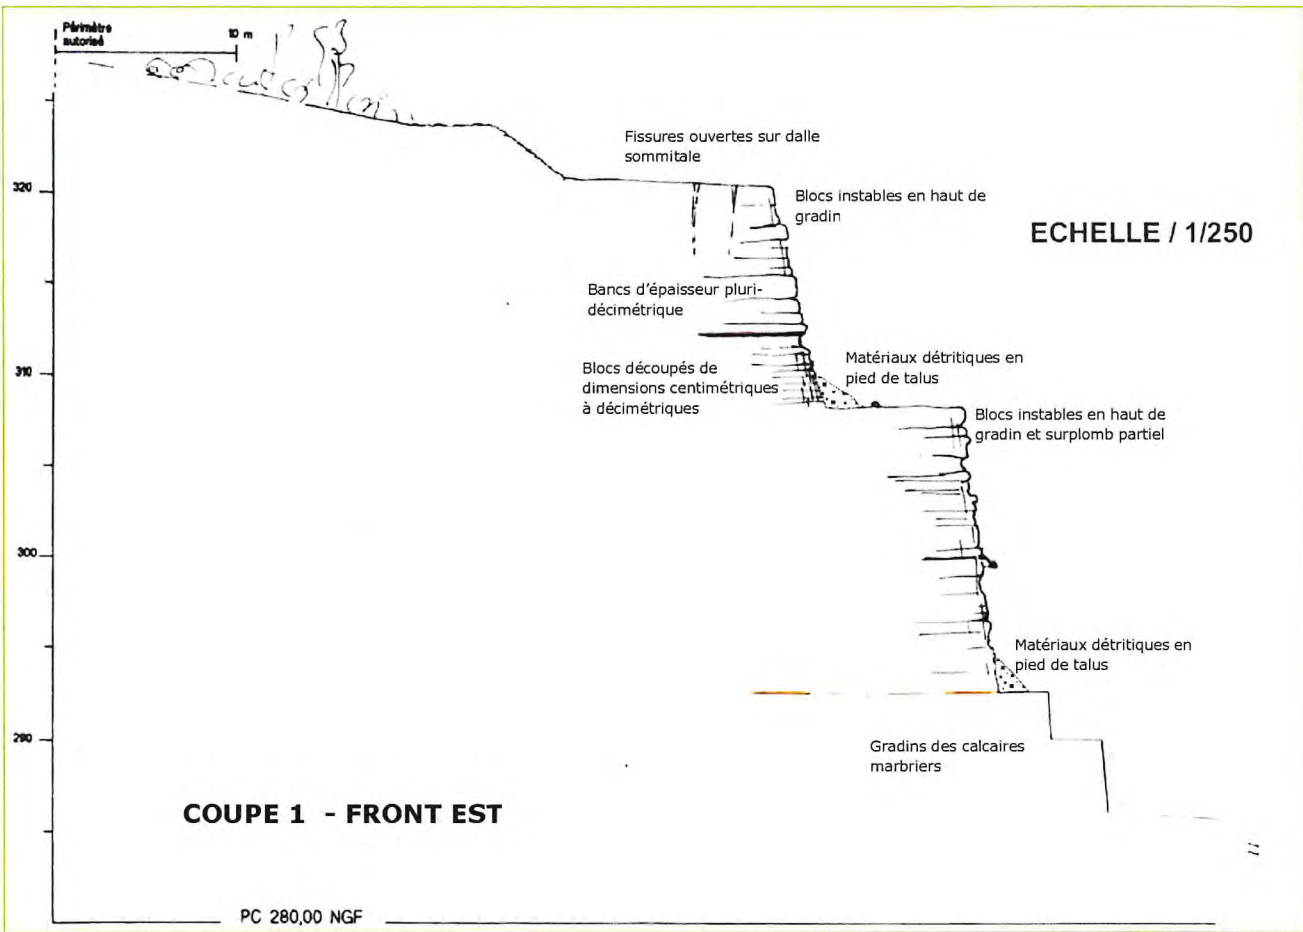 Périmètre
autorisé
10 m
Fissures ouvertes sur dalle
sommitale
320
Blocs instables en haut de
gradin
ECHELLE / 1/250
Bancs d'épaisseur pluri-
décimétrique
310
Matériaux détritiques en
pied de talus
Blocs découpés de
dimensions centimétriques
à décimétriques
Blocs instables en haut de
gradin et surplomb partiel
300
Matériaux détritiques en
pied de talus
290
Gradins des calcaires
marbriers
COUPE 1 - FRONT EST
PC 280,00 NGF